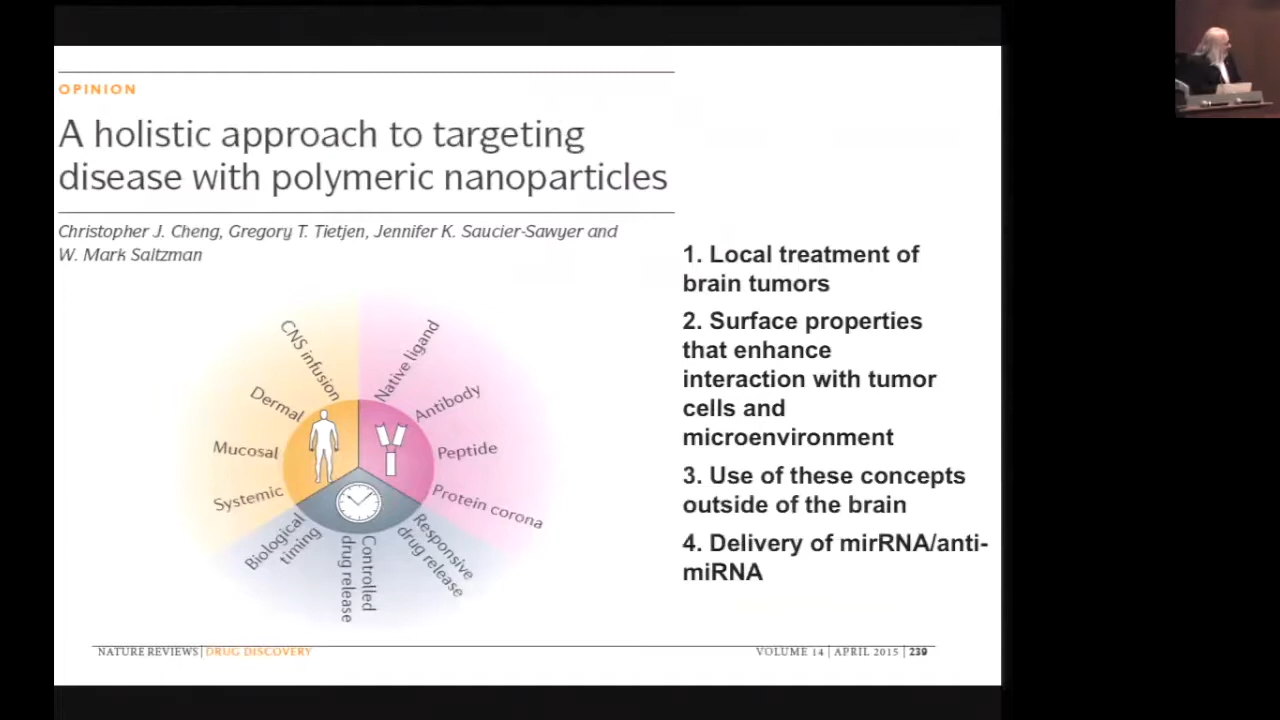 OPINION
A holistic approach to targeting
disease with polymeric nanoparticles
Christopher J. Cheng, Gregory T. Tietjen, Jennifer K. Saucier-Sawyer and
W. Mark Saltzman
CNS infusion
Dermal
Mucosal
Systemic
Native ligand
Antibody
Peptide
Protein corona
Biological
timing
Controlled
drug release
Responsive
drug release
1. Local treatment of
brain tumors
2. Surface properties
that enhance
interaction with tumor
cells and
microenvironment
3. Use of these concepts
outside of the brain
4. Delivery of mirRNA/anti-
miRNA
NATURE REVIEWS | DRUG DISCOVERY
VOLUME 14 | APRIL 2015 | 239